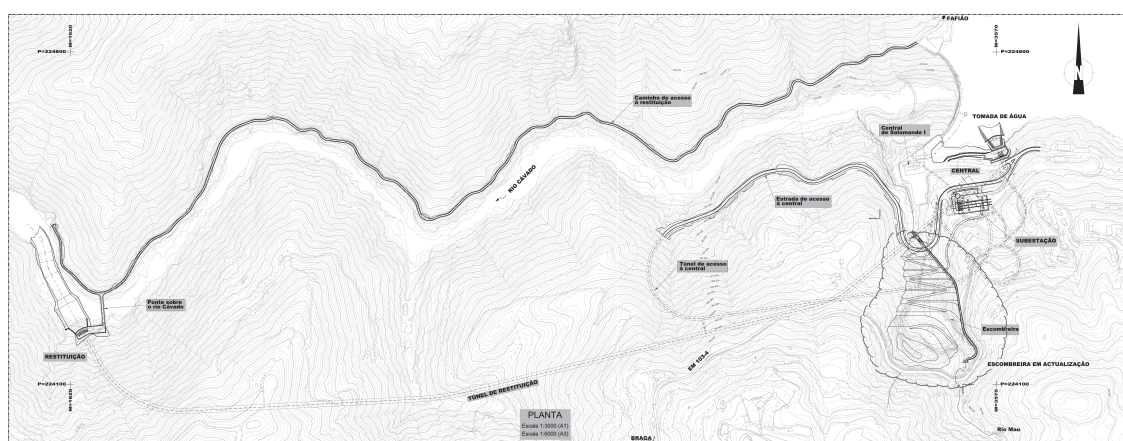 FAFIÃO
M=1620
P=224800
M=3570
P=224800
Caminho de acesso
à restituição
TOMADA DE ÁGUA
Central
de Salamonde I
RIO CÁVADO
CENTRAL
Estrada de acesso
à central
SUBESTAÇÃO
Túnel de acesso
à central
Ponte sobre
o rio Cávado
Escombreira
RESTITUIÇÃO
EM 103-4
ESCOMBREIRA EM ACTUALIZAÇÃO
P=224100
M=1620
TÚNEL DE RESTITUIÇÃO
P=224100
M=3570
PLANTA
Escala 1:3000 (A1)
Escala 1:6000 (A3)
Rio Mau
BRAGA /